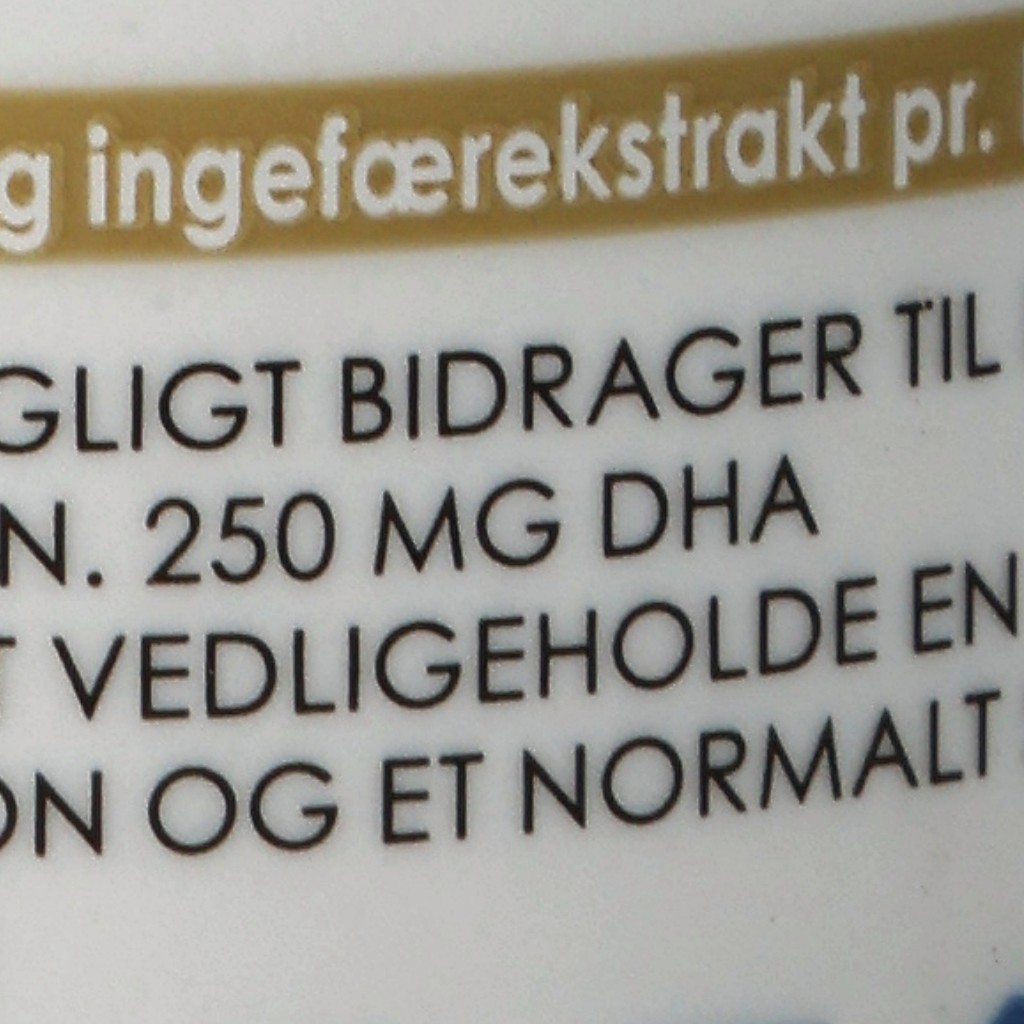 g ingefærekstrakt pr.
GLIGT BIDRAGER TIL
N. 250 MG DHA
T VEDLIGEHOLDE EN
ON OG ET NORMALT